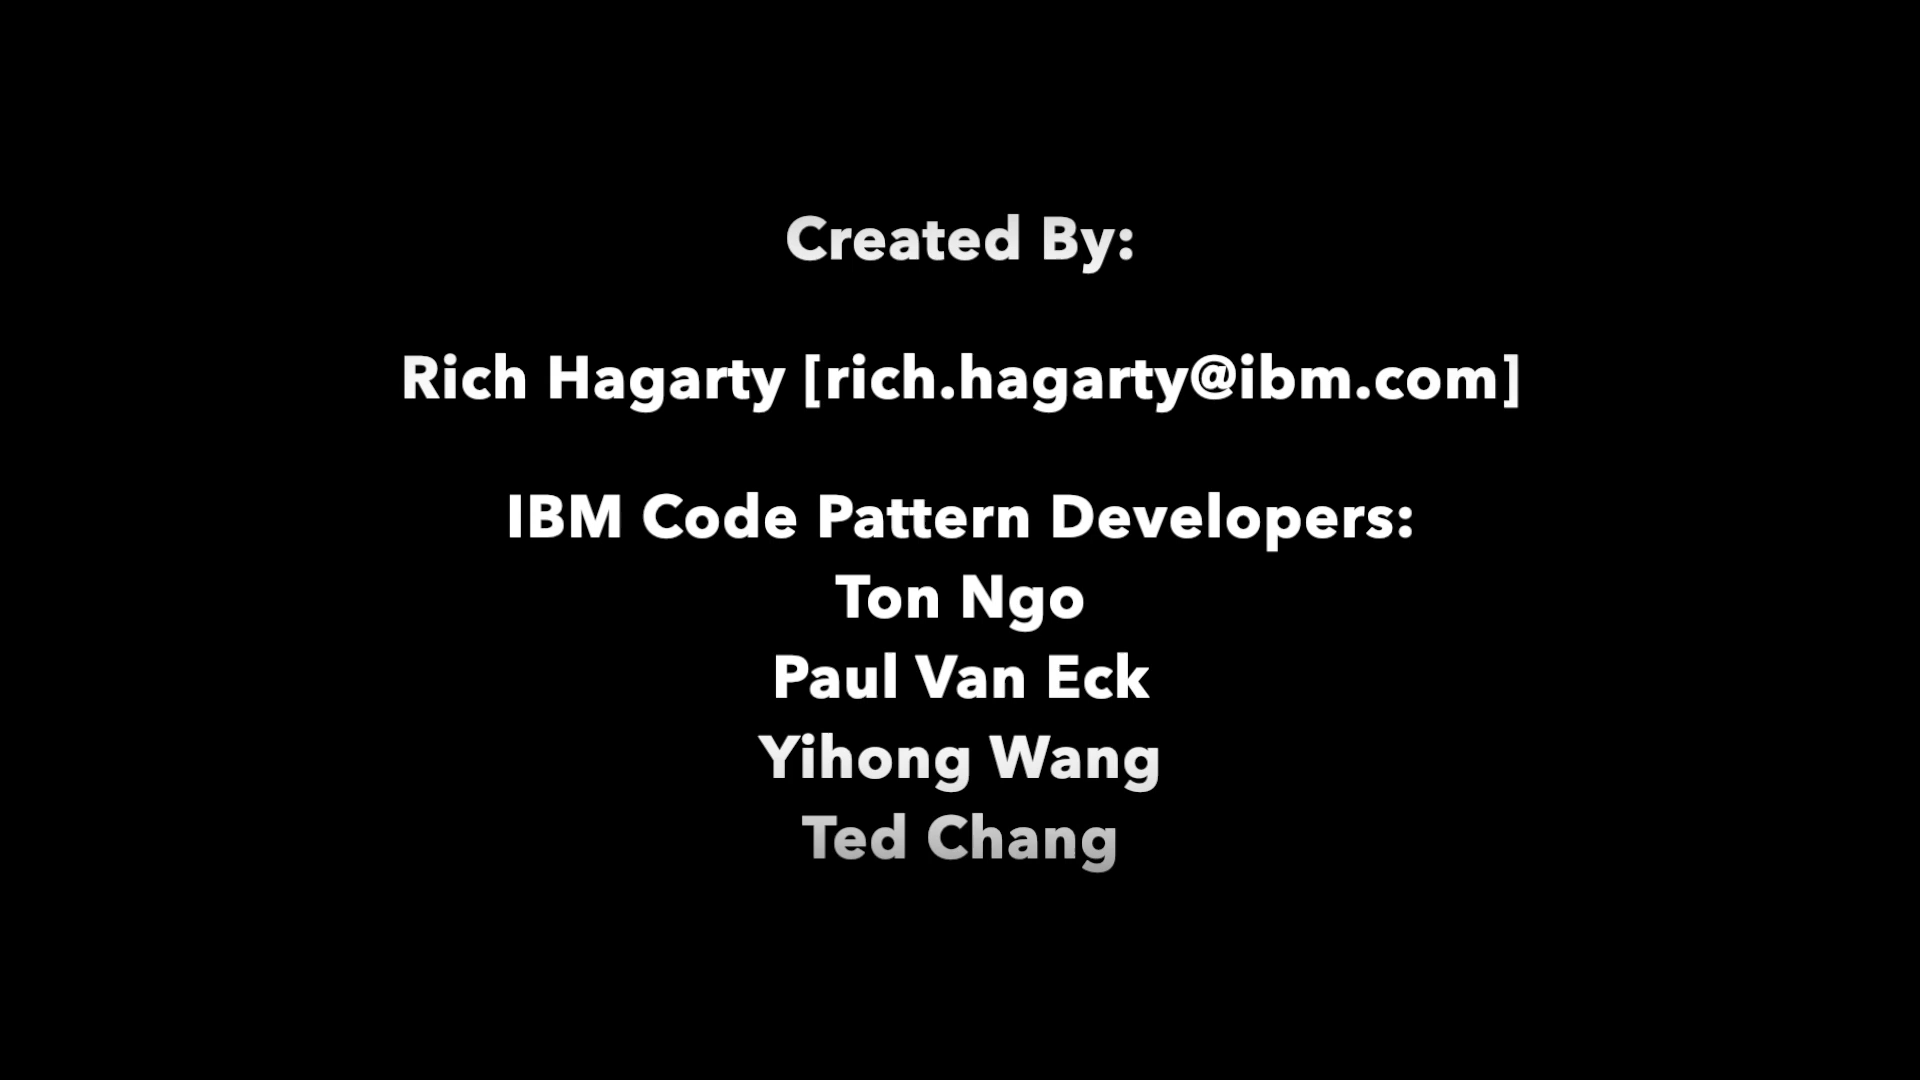 Created By:
Rich Hagarty [rich.hagarty@ibm.com]
IBM Code Pattern Developers:
Ton Ngo
Paul Van Eck
Yihong Wang
Ted Chang